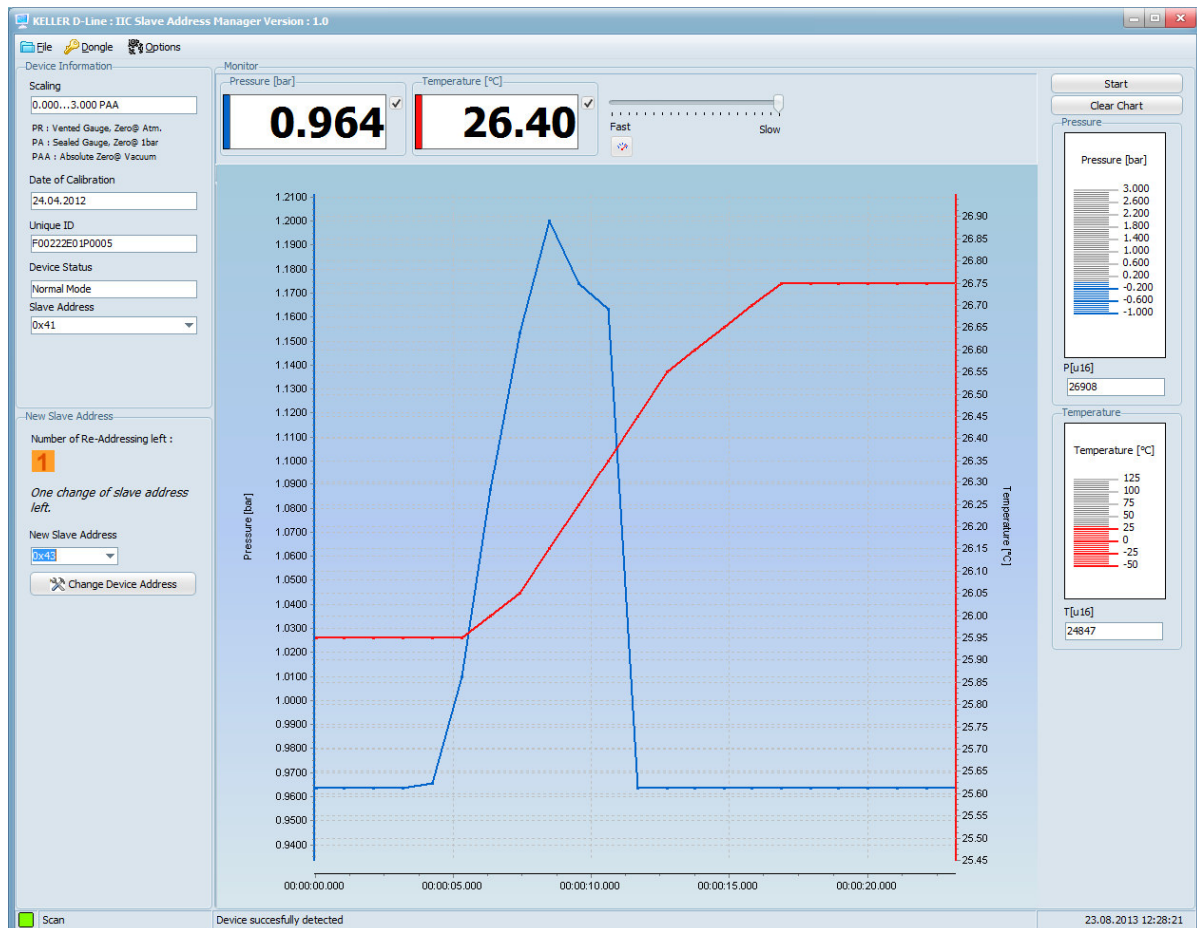 KELLER D-Line : IIC Slave Address Manager Version : 1.0
File Dongle Options
Device Information
Scaling
0.000...3.000 PAA
PR : Vented Gauge, Zero@ Atm.
PA : Sealed Gauge, Zero@ 1bar
PAA : Absolute Zero@ Vacuum
Date of Calibration
24.04.2012
Unique ID
F00222E01P0005
Device Status
Normal Mode
Slave Address
0x41
New Slave Address
Number of Re-Addressing left :
1
One change of slave address
left.
New Slave Address
0x43
Change Device Address
Monitor
Pressure [bar]
0.964
Temperature [°C]
26.40
Fast
Slow
1.2100
1.2000
1.1900
1.1800
1.1700
1.1600
1.1500
1.1400
1.1300
1.1200
1.1100
1.1000
1.0900
1.0800
1.0700
1.0600
1.0500
1.0400
1.0300
1.0200
1.0100
1.0000
0.9900
0.9800
0.9700
0.9600
0.9500
0.9400
Pressure [bar]
26.90
26.85
26.80
26.75
26.70
26.65
26.60
26.55
26.50
26.45
26.40
26.35
26.30
26.25
26.20
26.15
26.10
26.05
26.00
25.95
25.90
25.85
25.80
25.75
25.70
25.65
25.60
25.55
25.50
25.45
Temperature [°C]
00:00:00.000
00:00:05.000
00:00:10.000
00:00:15.000
00:00:20.000
Start
Clear Chart
Pressure
Pressure [bar]
3.000
2.600
2.200
1.800
1.400
1.000
0.600
0.200
-0.200
-0.600
-1.000
P[u16]
26908
Temperature
Temperature [°C]
125
100
75
50
25
0
-25
-50
T[u16]
24847
Scan
Device succesfully detected
23.08.2013 12:28:21